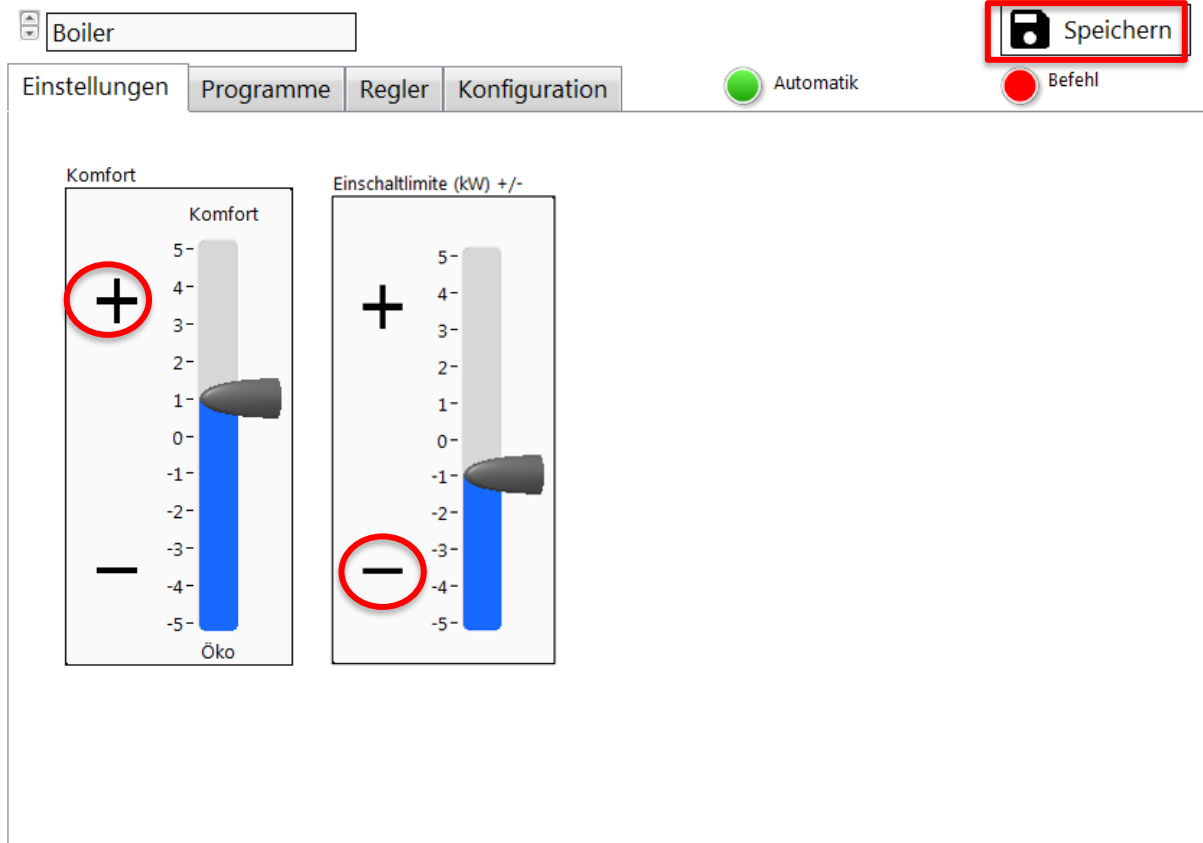 Boiler
Speichern
Einstellungen
Programme
Regler
Konfiguration
Automatik
Befehl
Komfort
Komfort
5
4
3
2
1
0
-1
-2
-3
-4
-5
Öko
+
−
Einschaltlimite (kW) +/-
5
4
3
2
1
0
-1
-2
-3
-4
-5
+
−